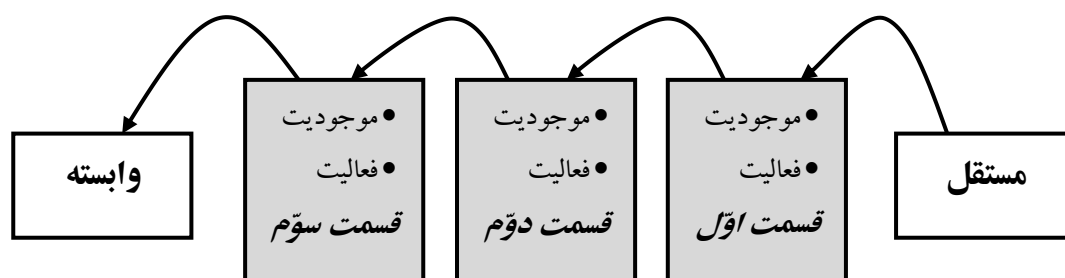 مستقل
• موجودیت
• فعالیت
قسمت اوّل
• موجودیت
• فعالیت
قسمت دوّم
• موجودیت
• فعالیت
قسمت سوّم
وابسته